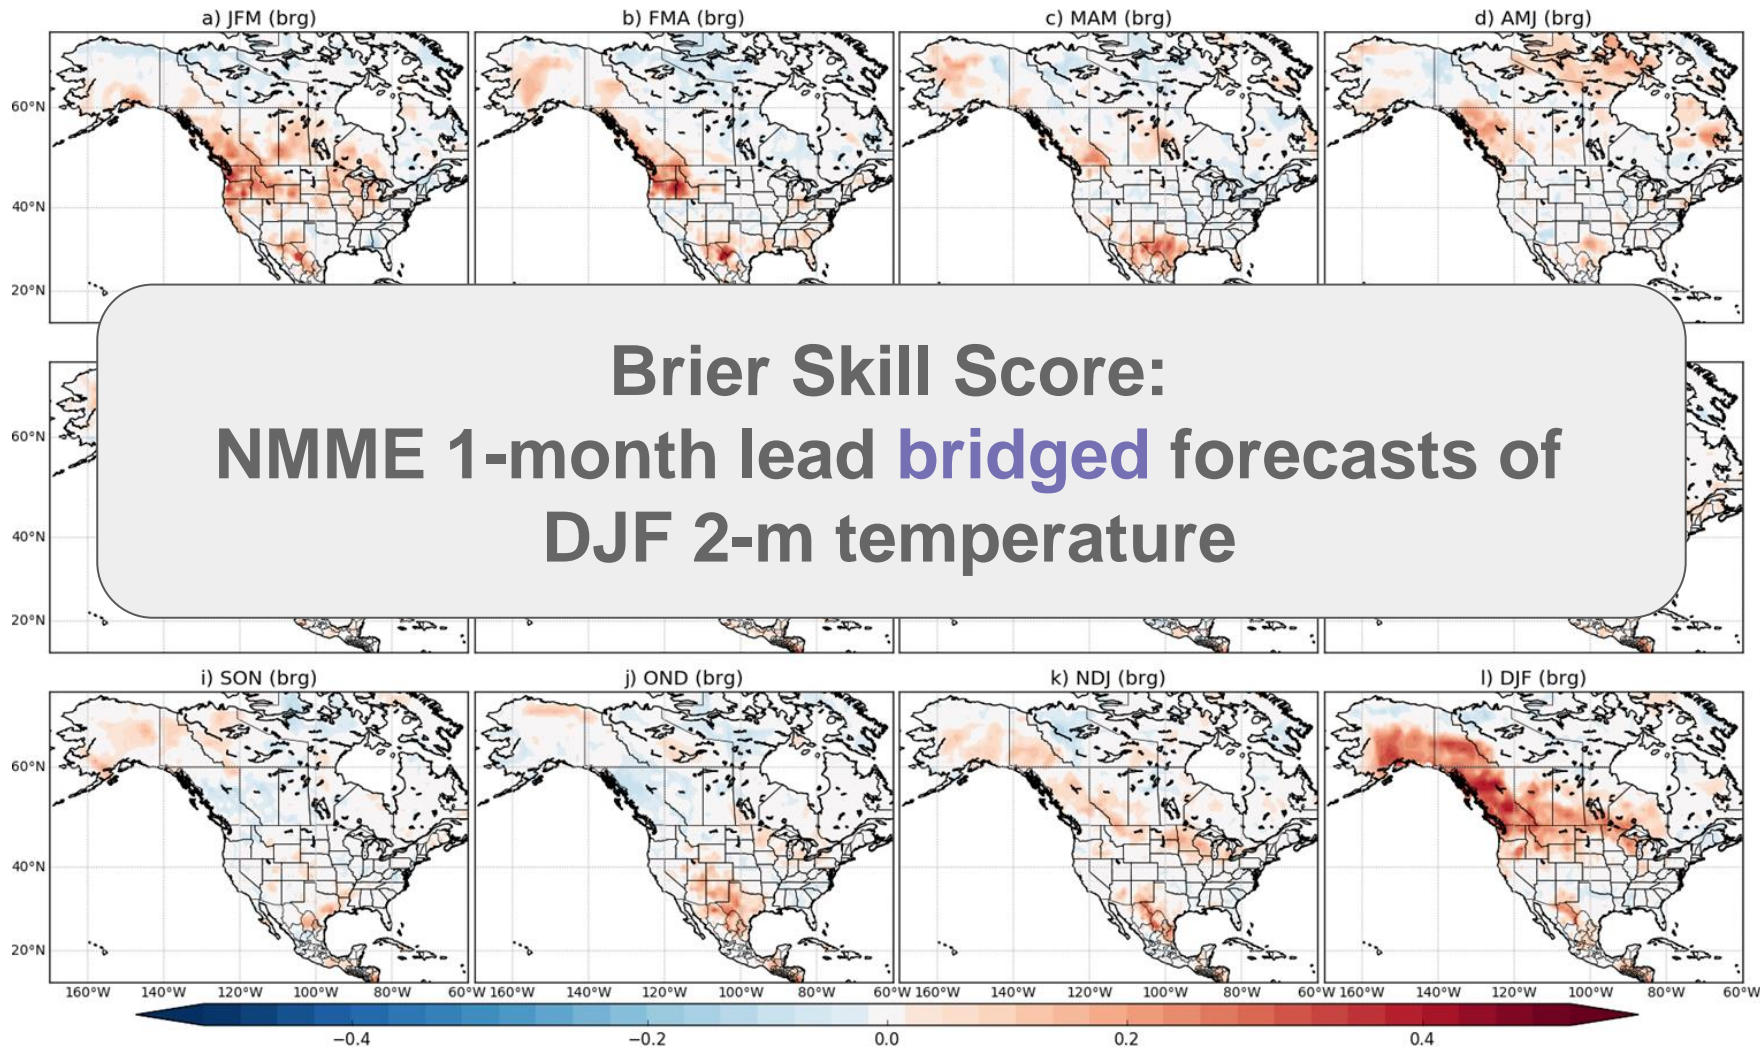 a) JFM (brg) b) FMA (brg) c) MAM (brg) d) AMJ (brg)
60°N 60°W
40°N
20°N
Brier Skill Score:
NMME 1-month lead bridged forecasts of
DJF 2-m temperature
60°N
40°N
20°N
i) SON (brg) j) OND (brg) k) NDJ (brg) l) DJF (brg)
60°N
40°N
20°N
160°W 140°W 120°W 100°W 80°W 60°W 160°W 140°W 120°W 100°W 80°W 60°W 160°W 140°W 120°W 100°W 80°W 60°W 160°W 140°W 120°W 100°W 80°W 60°W
−0.4 −0.2 0.0 0.2 0.4